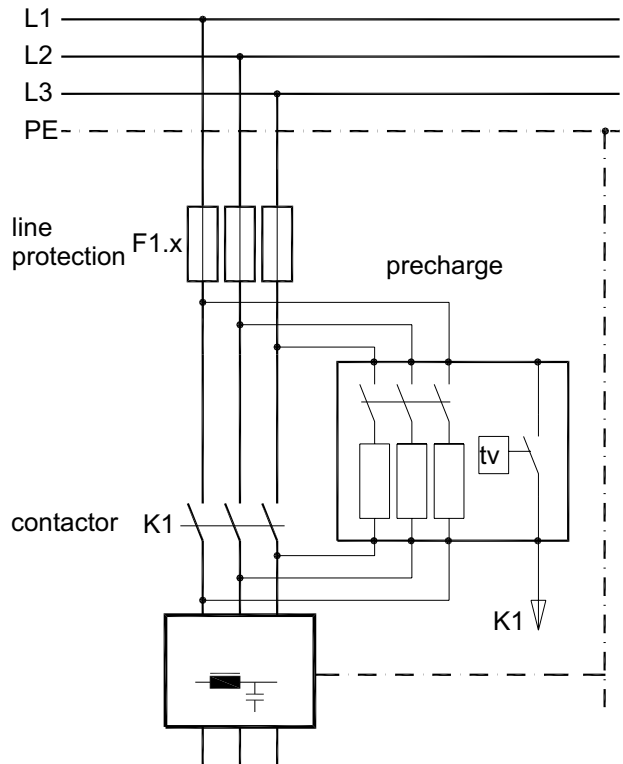 L1
L2
L3
PE
line
protection
F1.x
precharge
tv
contactor
K1
K1